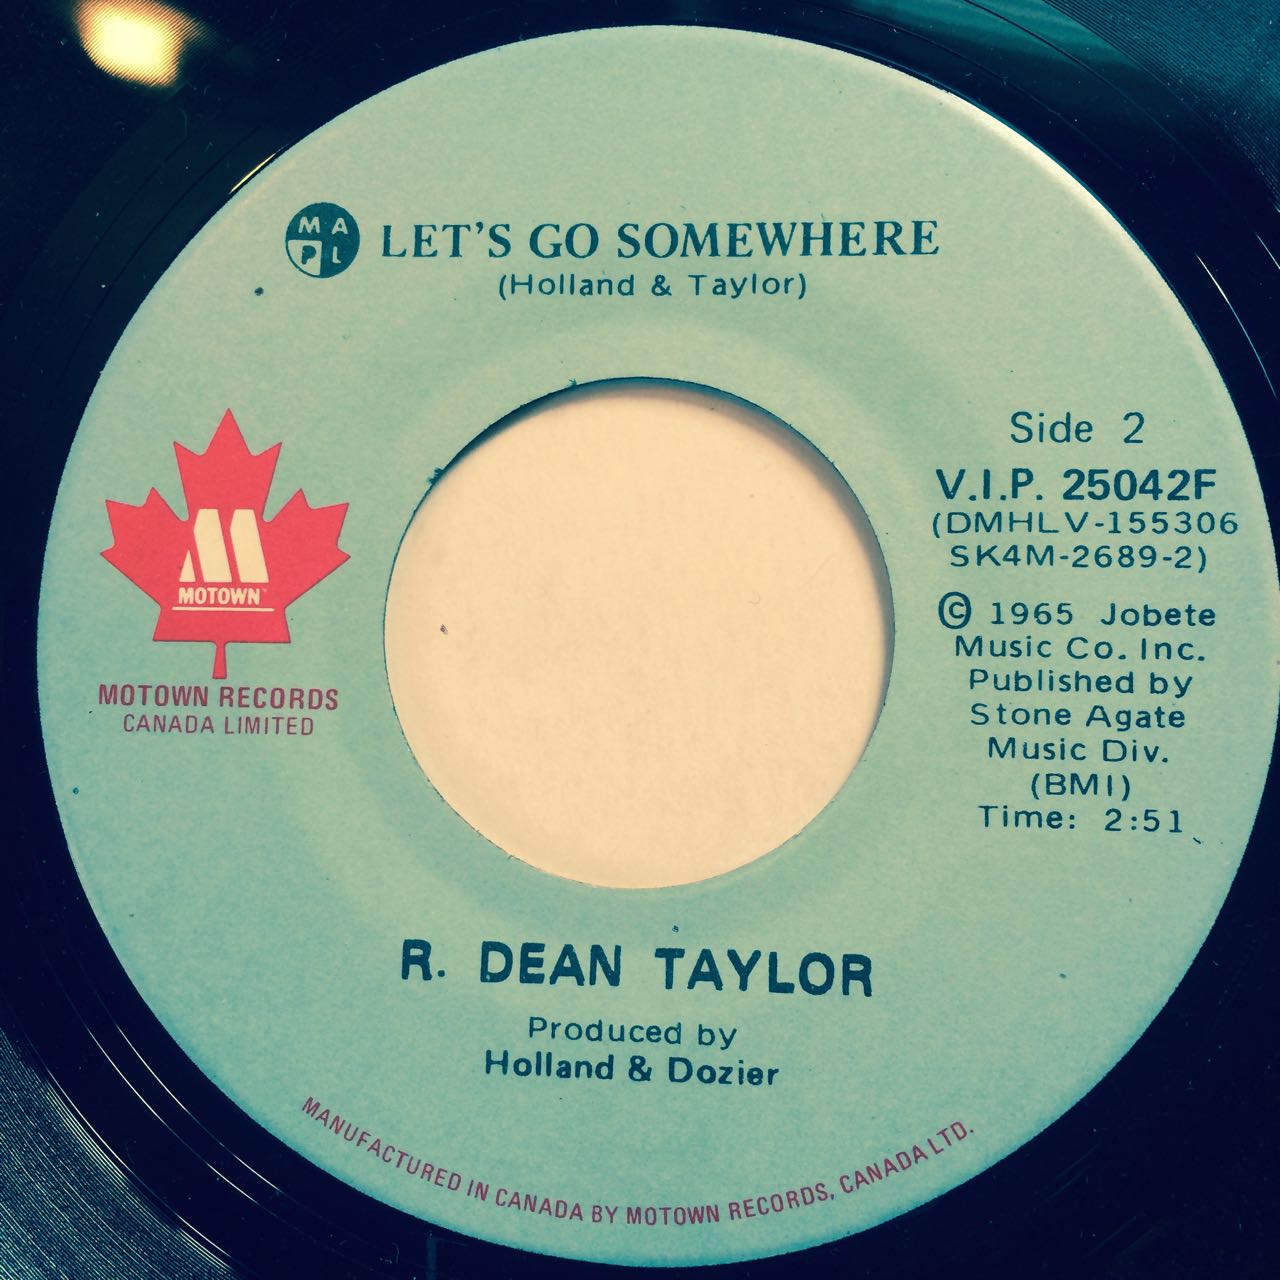 MAPL
LET'S GO SOMEWHERE
(Holland & Taylor)
M
MOTOWN™
MOTOWN RECORDS
CANADA LIMITED
Side 2
V.I.P. 25042F
(DMHLV-155306
SK4M-2689-2)
© 1965 Jobete
Music Co. Inc.
Published by
Stone Agate
Music Div.
(BMI)
Time: 2:51
R. DEAN TAYLOR
Produced by
Holland & Dozier
MANUFACTURED IN CANADA BY MOTOWN RECORDS, CANADA LTD.